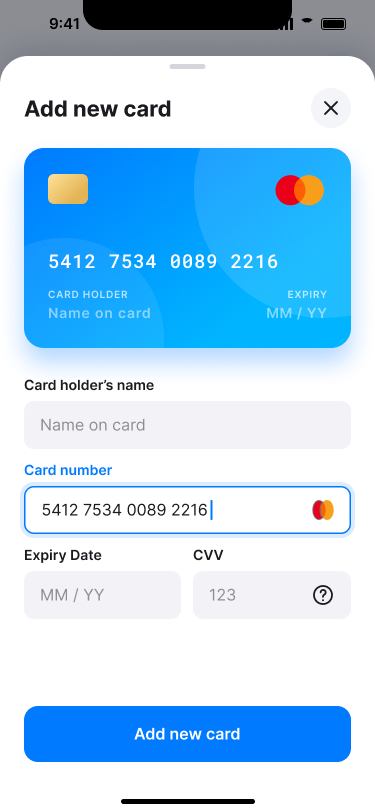 9:41
Add new card
5412 7534 0089 2216
CARD HOLDER EXPIRY
Name on card MM / YY
Card holder’s name
Name on card
Card number
5412 7534 0089 2216
Expiry Date CVV
MM / YY 123
Add new card